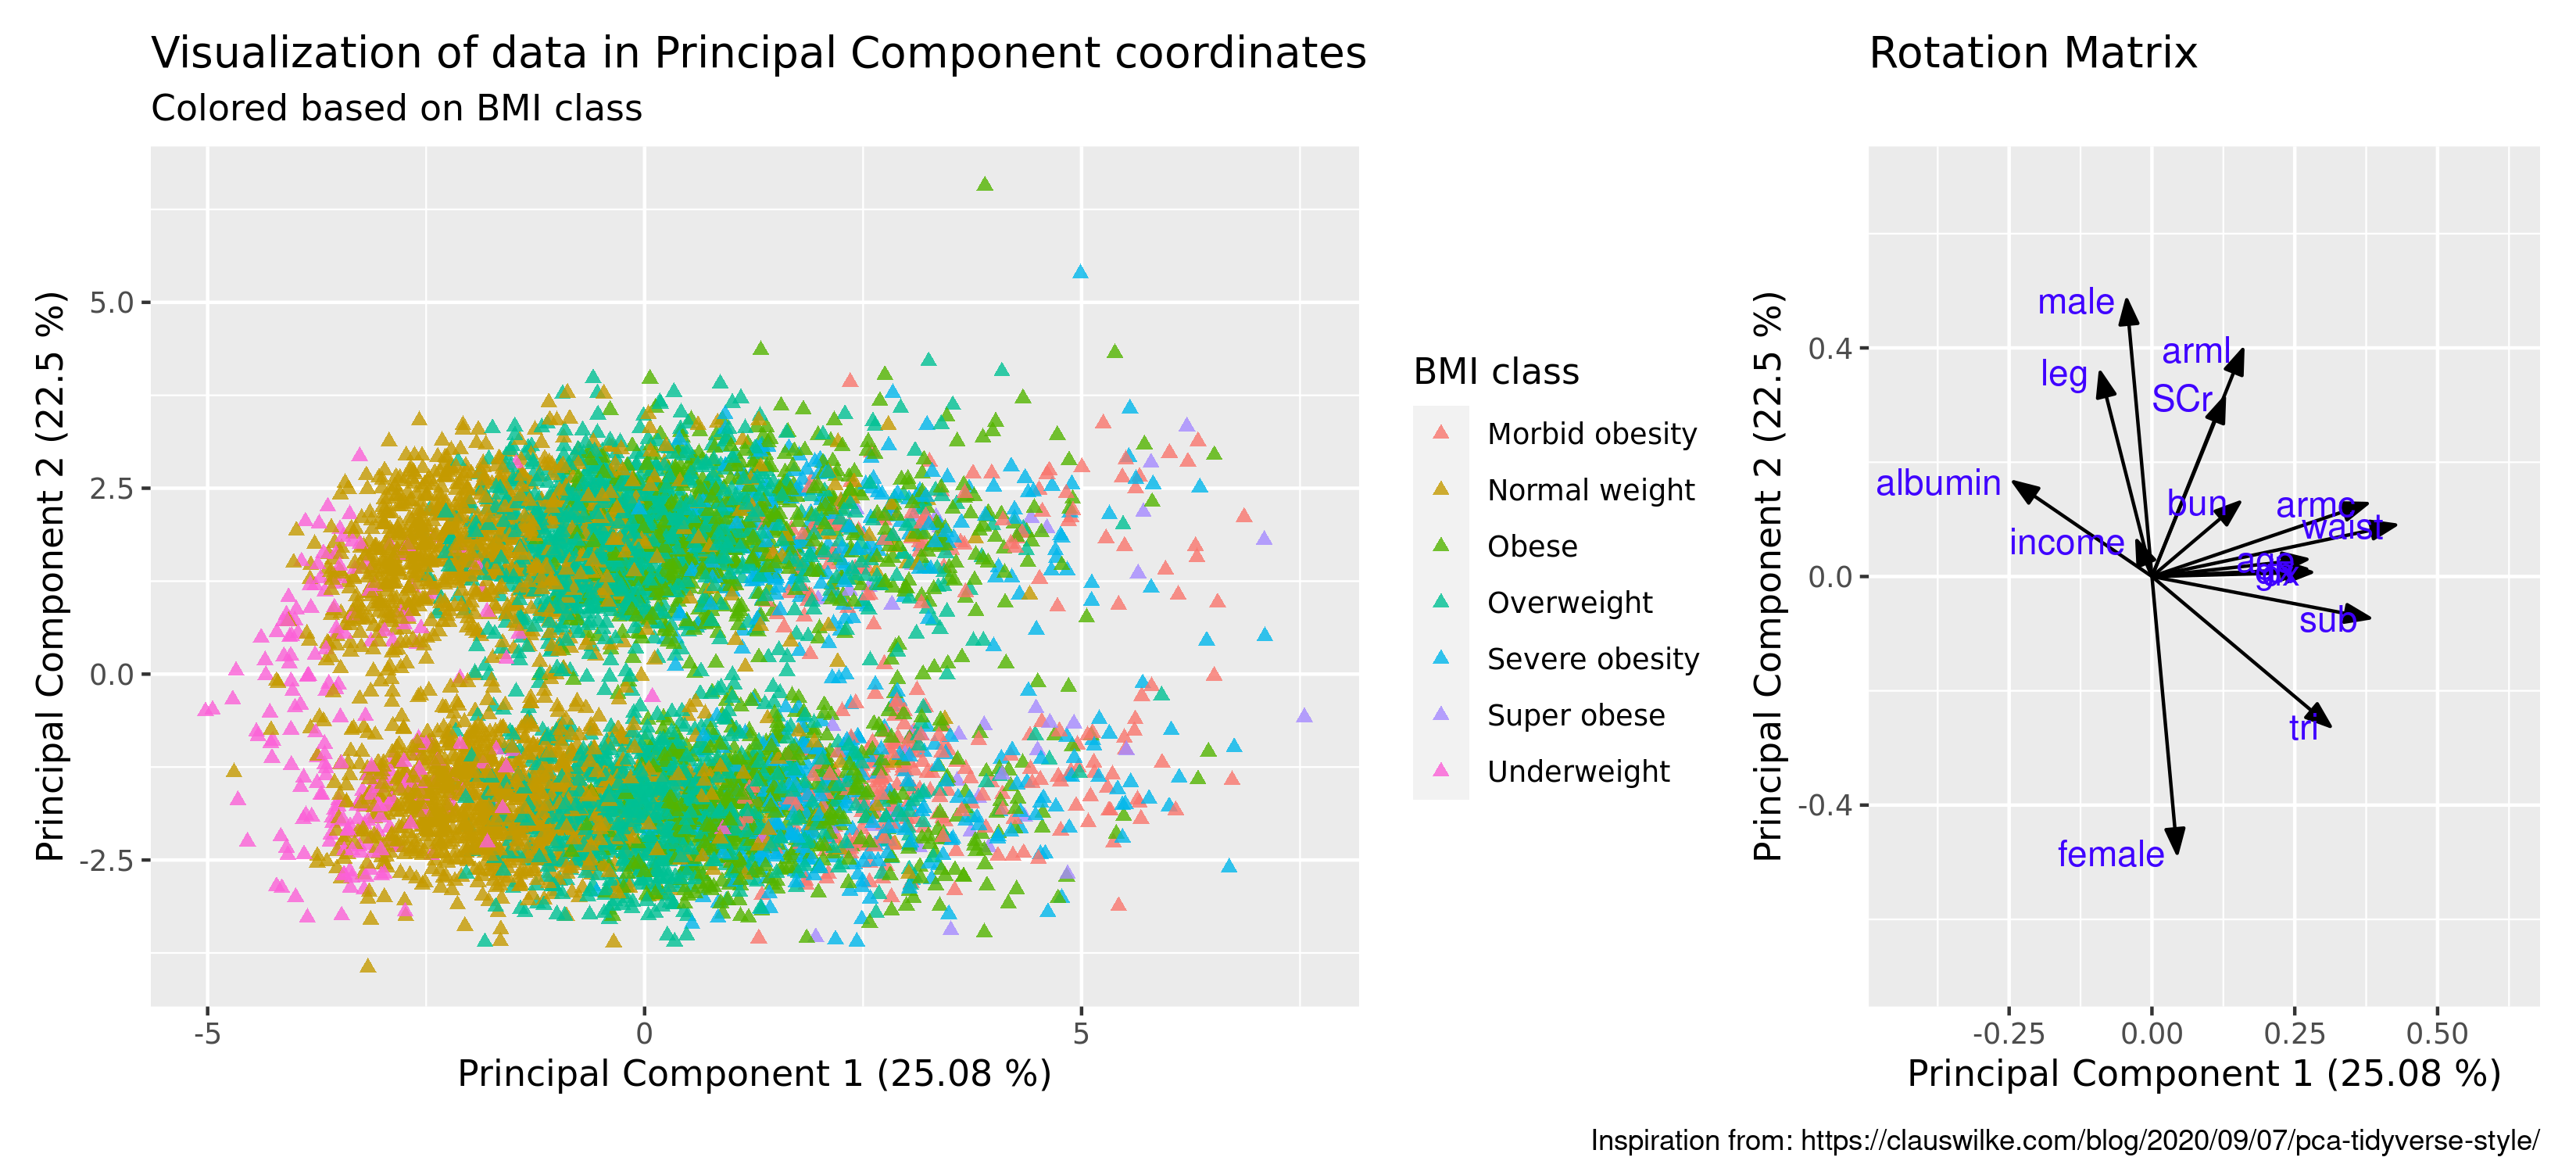 Visualization of data in Principal Component coordinates
Colored based on BMI class
Principal Component 2 (22.5 %)
5.0
2.5
0.0
-2.5
-5
0
5
Principal Component 1 (25.08 %)
BMI class
Morbid obesity
Normal weight
Obese
Overweight
Severe obesity
Super obese
Underweight
Rotation Matrix
Principal Component 2 (22.5 %)
0.4
0.0
-0.4
male
arml
leg
SCr
albumin
bun
armc
waist
income
age
sub
tri
female
-0.25
0.00
0.25
0.50
Principal Component 1 (25.08 %)
Inspiration from: https://clauswilke.com/blog/2020/09/07/pca-tidyverse-style/